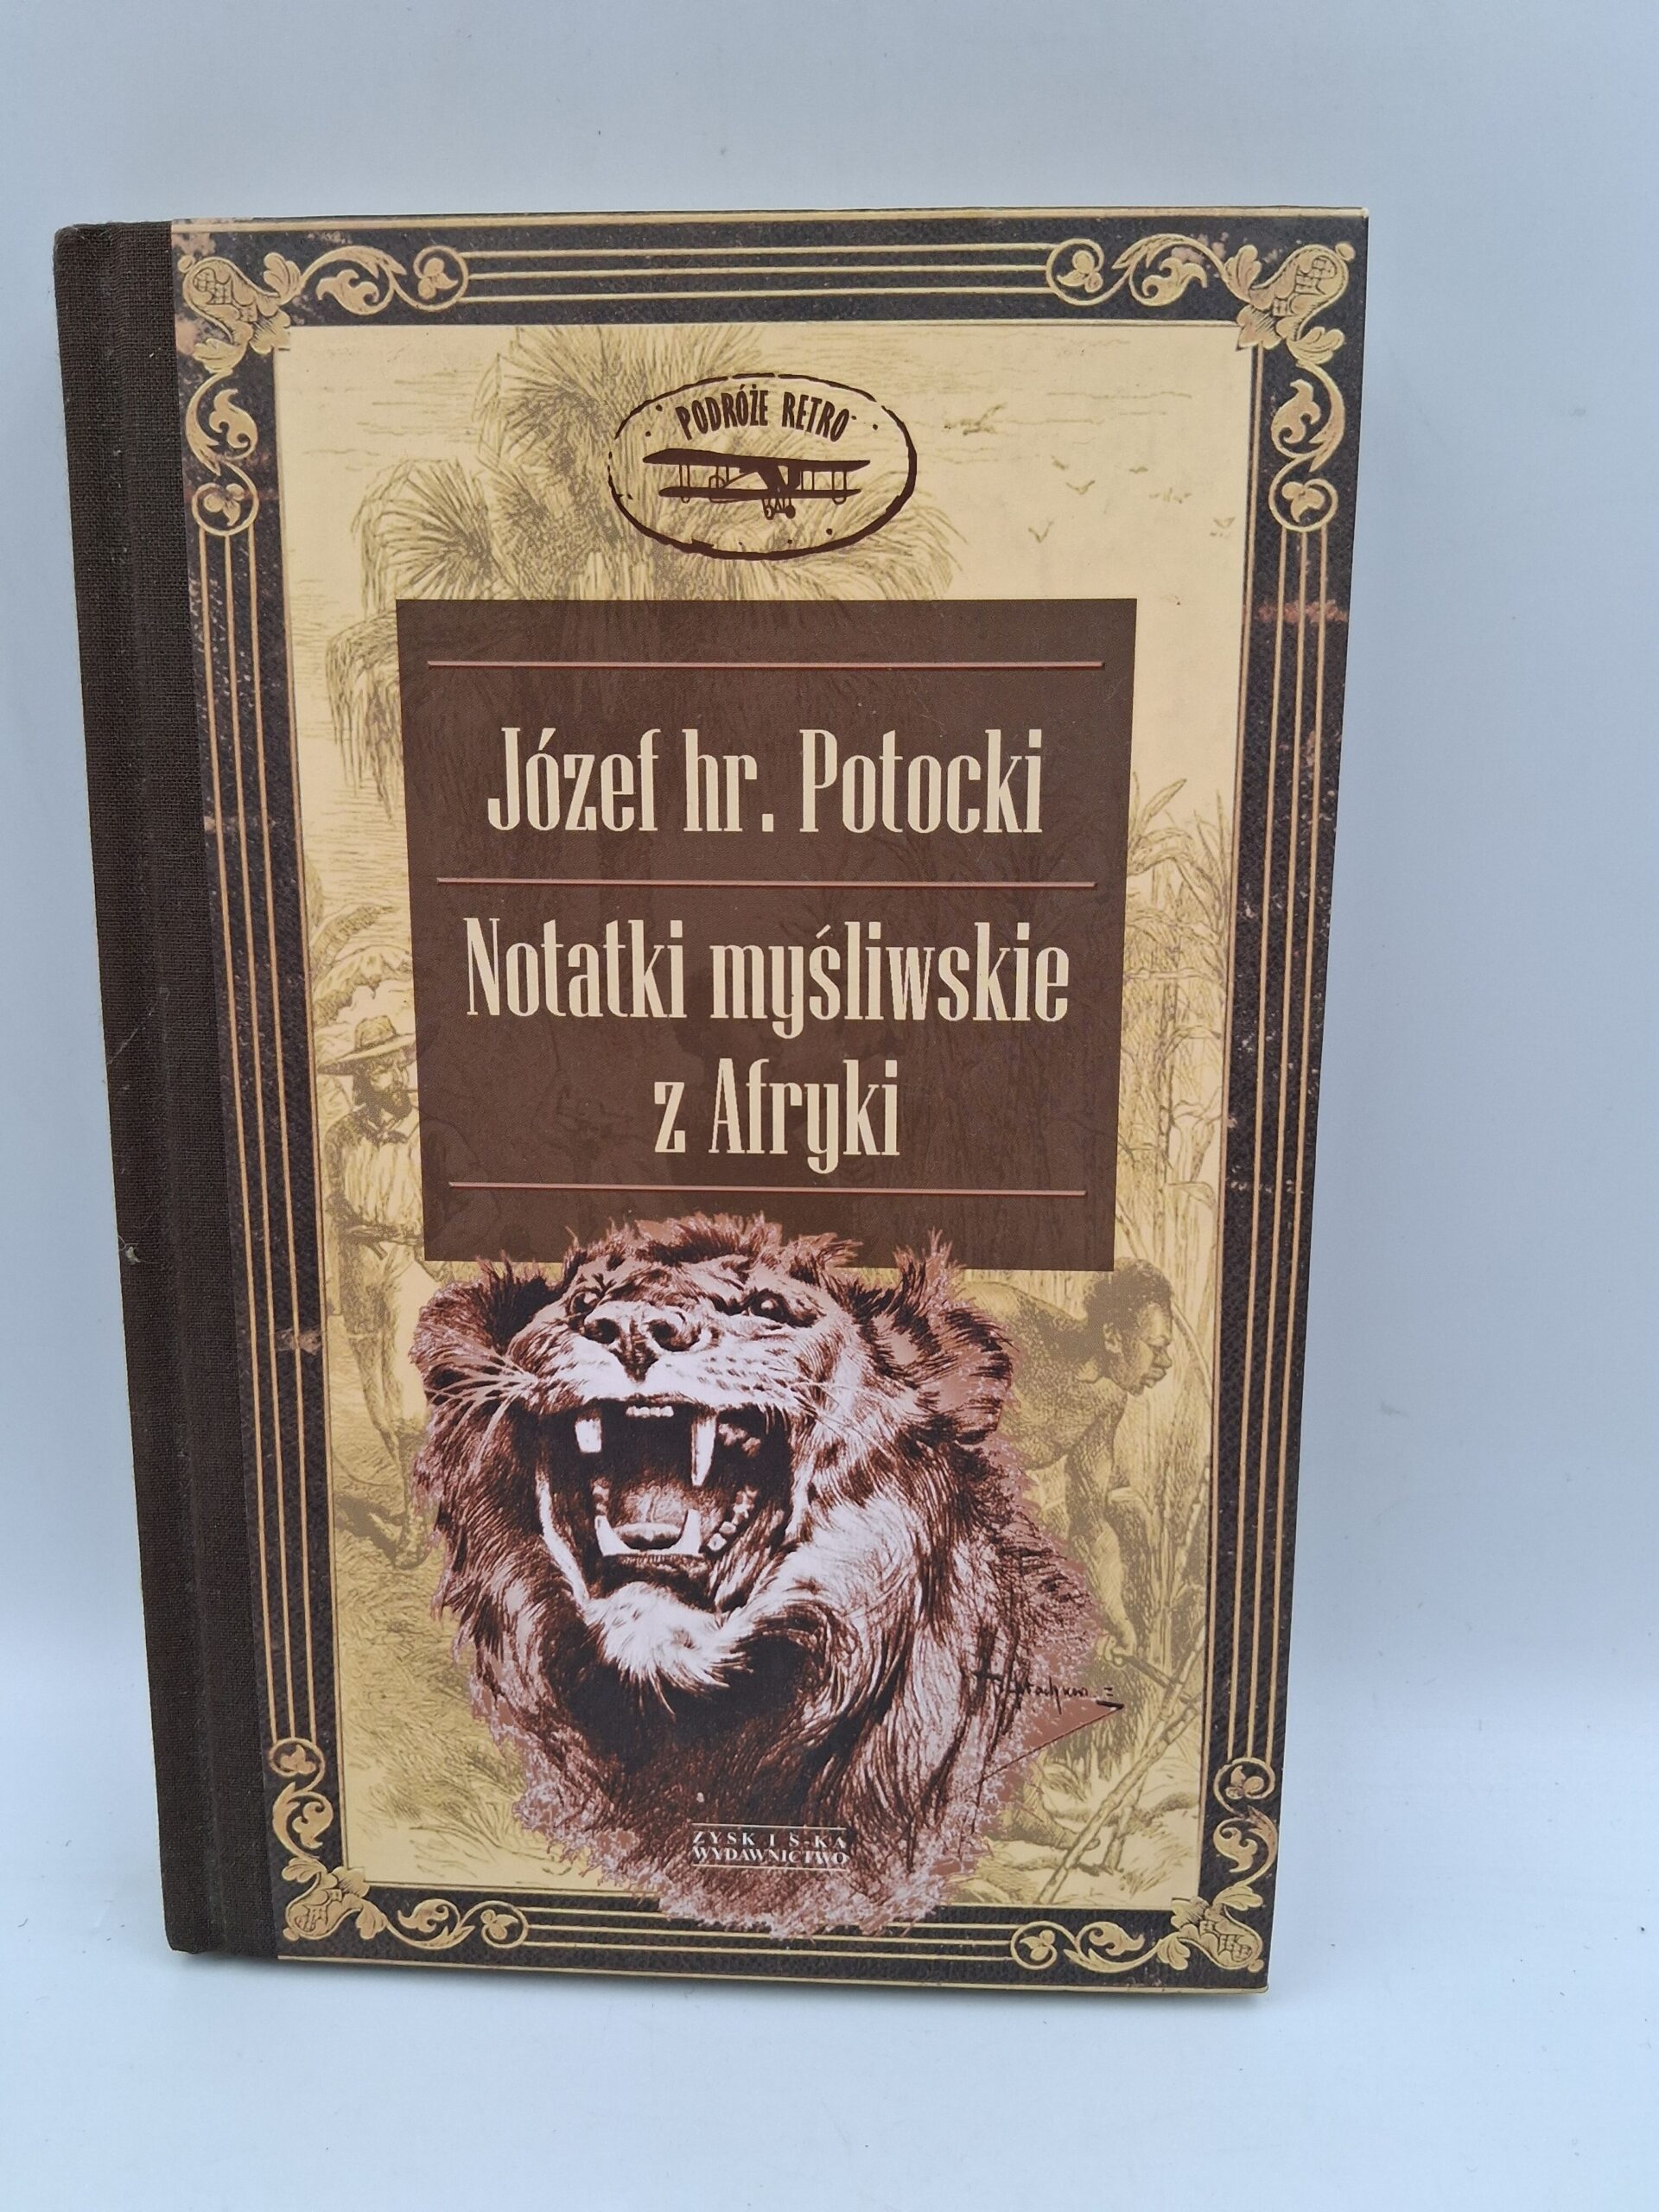 PODRÓŻE RETRO
Józef hr. Potocki
Notatki myśliwskie
z Afryki
ZYSK I S-KA
WYDAWNICTWO